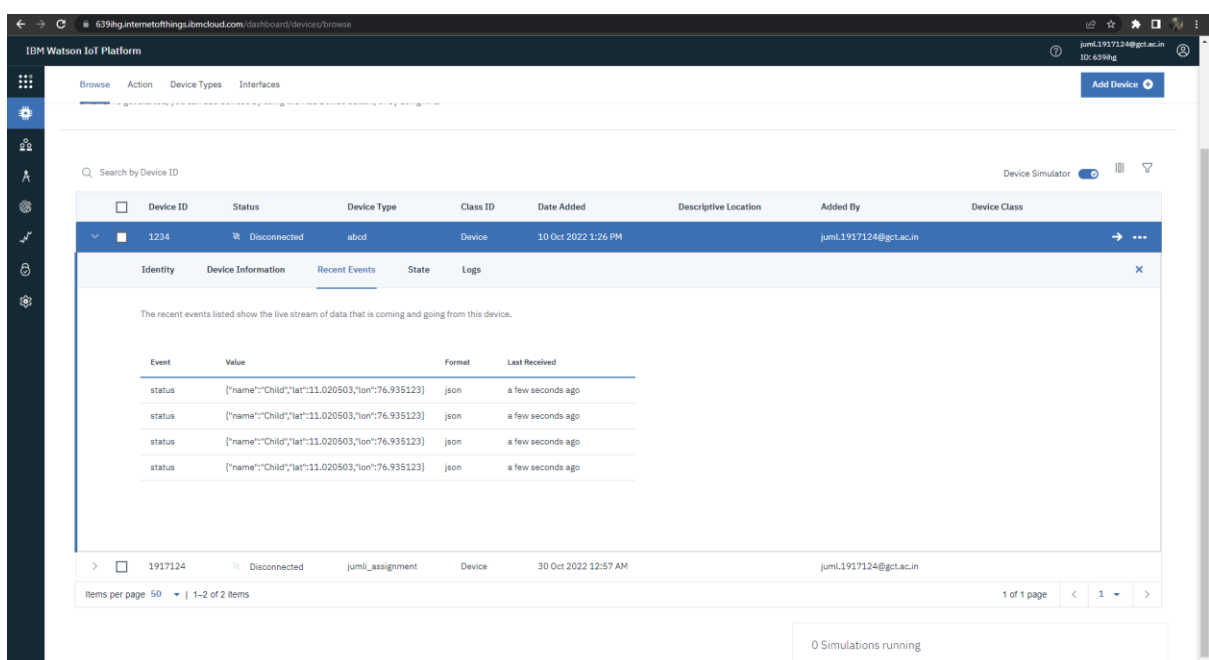 639ihg.internetofthings.ibmcloud.com/dashboard/devices/browse
IBM Watson IoT Platform
juml.1917124@gct.ac.in
ID: 639ihg
Browse Action Device Types Interfaces
Add Device
Search by Device ID
Device Simulator
Device ID Status Device Type Class ID Date Added Descriptive Location Added By Device Class
1234 Disconnected abcd Device 10 Oct 2022 1:26 PM juml.1917124@gct.ac.in
Identity Device Information Recent Events State Logs
The recent events listed show the live stream of data that is coming and going from this device.
Event Value Format Last Received
status {"name":"Child","lat":11.020503,"lon":76.935123} json a few seconds ago
status {"name":"Child","lat":11.020503,"lon":76.935123} json a few seconds ago
status {"name":"Child","lat":11.020503,"lon":76.935123} json a few seconds ago
status {"name":"Child","lat":11.020503,"lon":76.935123} json a few seconds ago
1917124 Disconnected jumli_assignment Device 30 Oct 2022 12:57 AM juml.1917124@gct.ac.in
Items per page 50 | 1–2 of 2 items 1 of 1 page 1
0 Simulations running